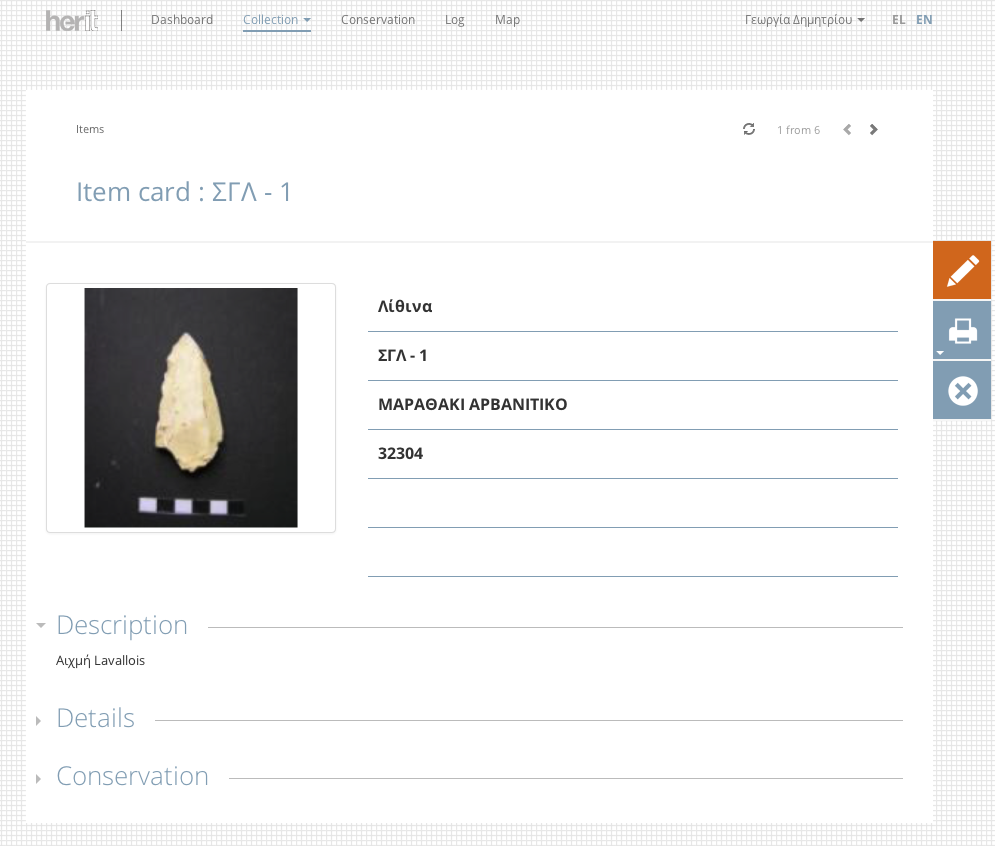 herit
Dashboard Collection Conservation Log Map Γεωργία Δημητρίου EL EN
Items 1 from 6
Item card : ΣΓΛ - 1
Λίθινα
ΣΓΛ - 1
ΜΑΡΑΘΑΚΙ ΑΡΒΑΝΙΤΙΚΟ
32304
Description
Αιχμή Lavallois
Details
Conservation